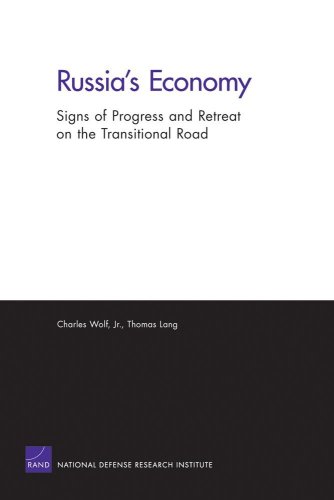 Russia's Economy
Signs of Progress and Retreat
on the Transitional Road
Charles Wolf, Jr., Thomas Lang
RAND
NATIONAL DEFENSE RESEARCH INSTITUTE